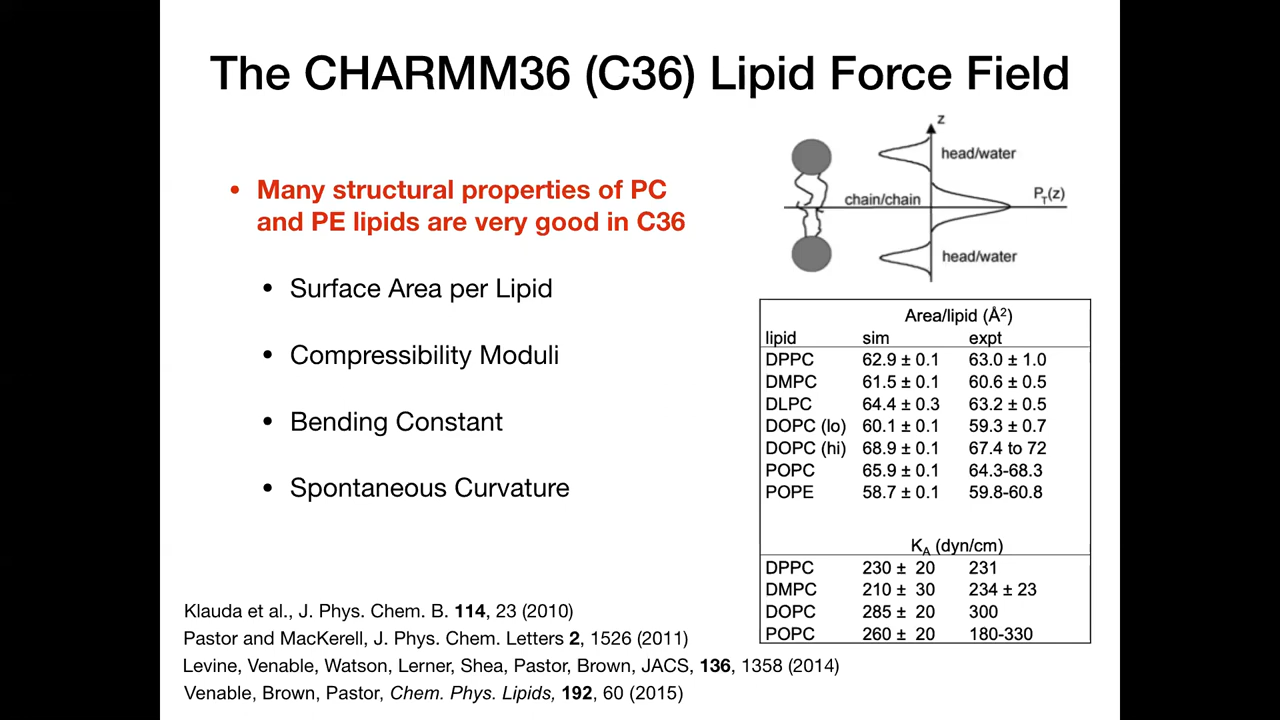 The CHARMM36 (C36) Lipid Force Field
• Many structural properties of PC
and PE lipids are very good in C36
• Surface Area per Lipid
• Compressibility Moduli
• Bending Constant
• Spontaneous Curvature
z
head/water
chain/chain
P_T(z)
head/water
Area/lipid (Å²)
lipid sim expt
DPPC 62.9 ± 0.1 63.0 ± 1.0
DMPC 61.5 ± 0.1 60.6 ± 0.5
DLPC 64.4 ± 0.3 63.2 ± 0.5
DOPC (lo) 60.1 ± 0.1 59.3 ± 0.7
DOPC (hi) 68.9 ± 0.1 67.4 to 72
POPC 65.9 ± 0.1 64.3-68.3
POPE 58.7 ± 0.1 59.8-60.8
K_A (dyn/cm)
DPPC 230 ± 20 231
DMPC 210 ± 30 234 ± 23
DOPC 285 ± 20 300
POPC 260 ± 20 180-330
Klauda et al., J. Phys. Chem. B. 114, 23 (2010)
Pastor and MacKerell, J. Phys. Chem. Letters 2, 1526 (2011)
Levine, Venable, Watson, Lerner, Shea, Pastor, Brown, JACS, 136, 1358 (2014)
Venable, Brown, Pastor, Chem. Phys. Lipids, 192, 60 (2015)